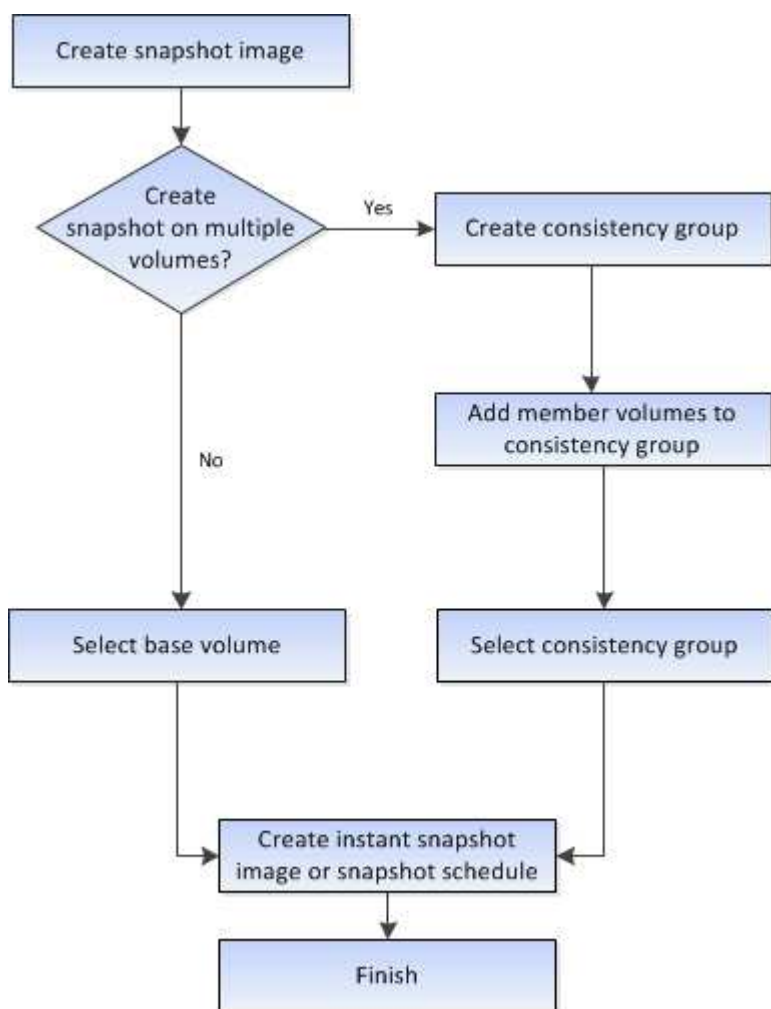 Create snapshot image
Create
snapshot on multiple
volumes?
Yes
Create consistency group
Add member volumes to
consistency group
No
Select base volume
Select consistency group
Create instant snapshot
image or snapshot schedule
Finish